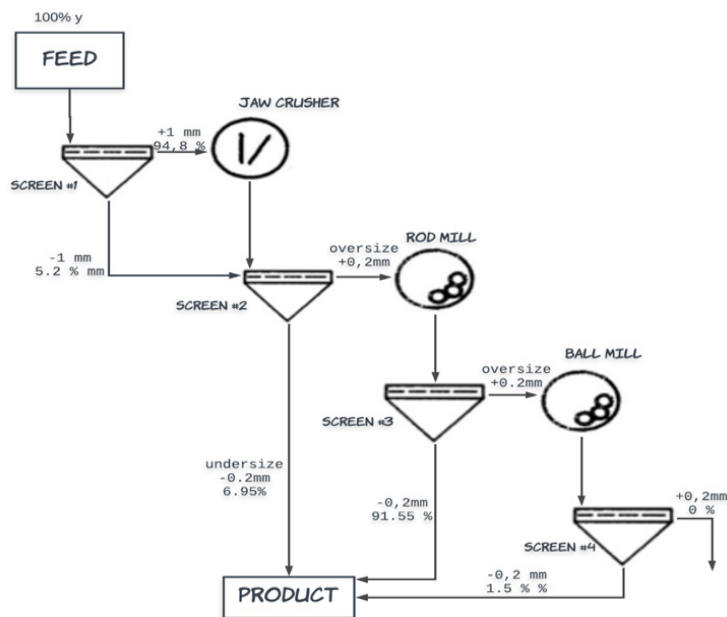 100% y
FEED
JAW CRUSHER
+1 mm
94,8 %
SCREEN #1
-1 mm
5.2 % mm
ROD MILL
oversize
+0,2mm
SCREEN #2
BALL MILL
oversize
+0.2mm
SCREEN #3
undersize
-0.2mm
6.95%
-0,2mm
91.55 %
+0,2mm
0 %
SCREEN #4
-0,2 mm
1.5 % %
PRODUCT